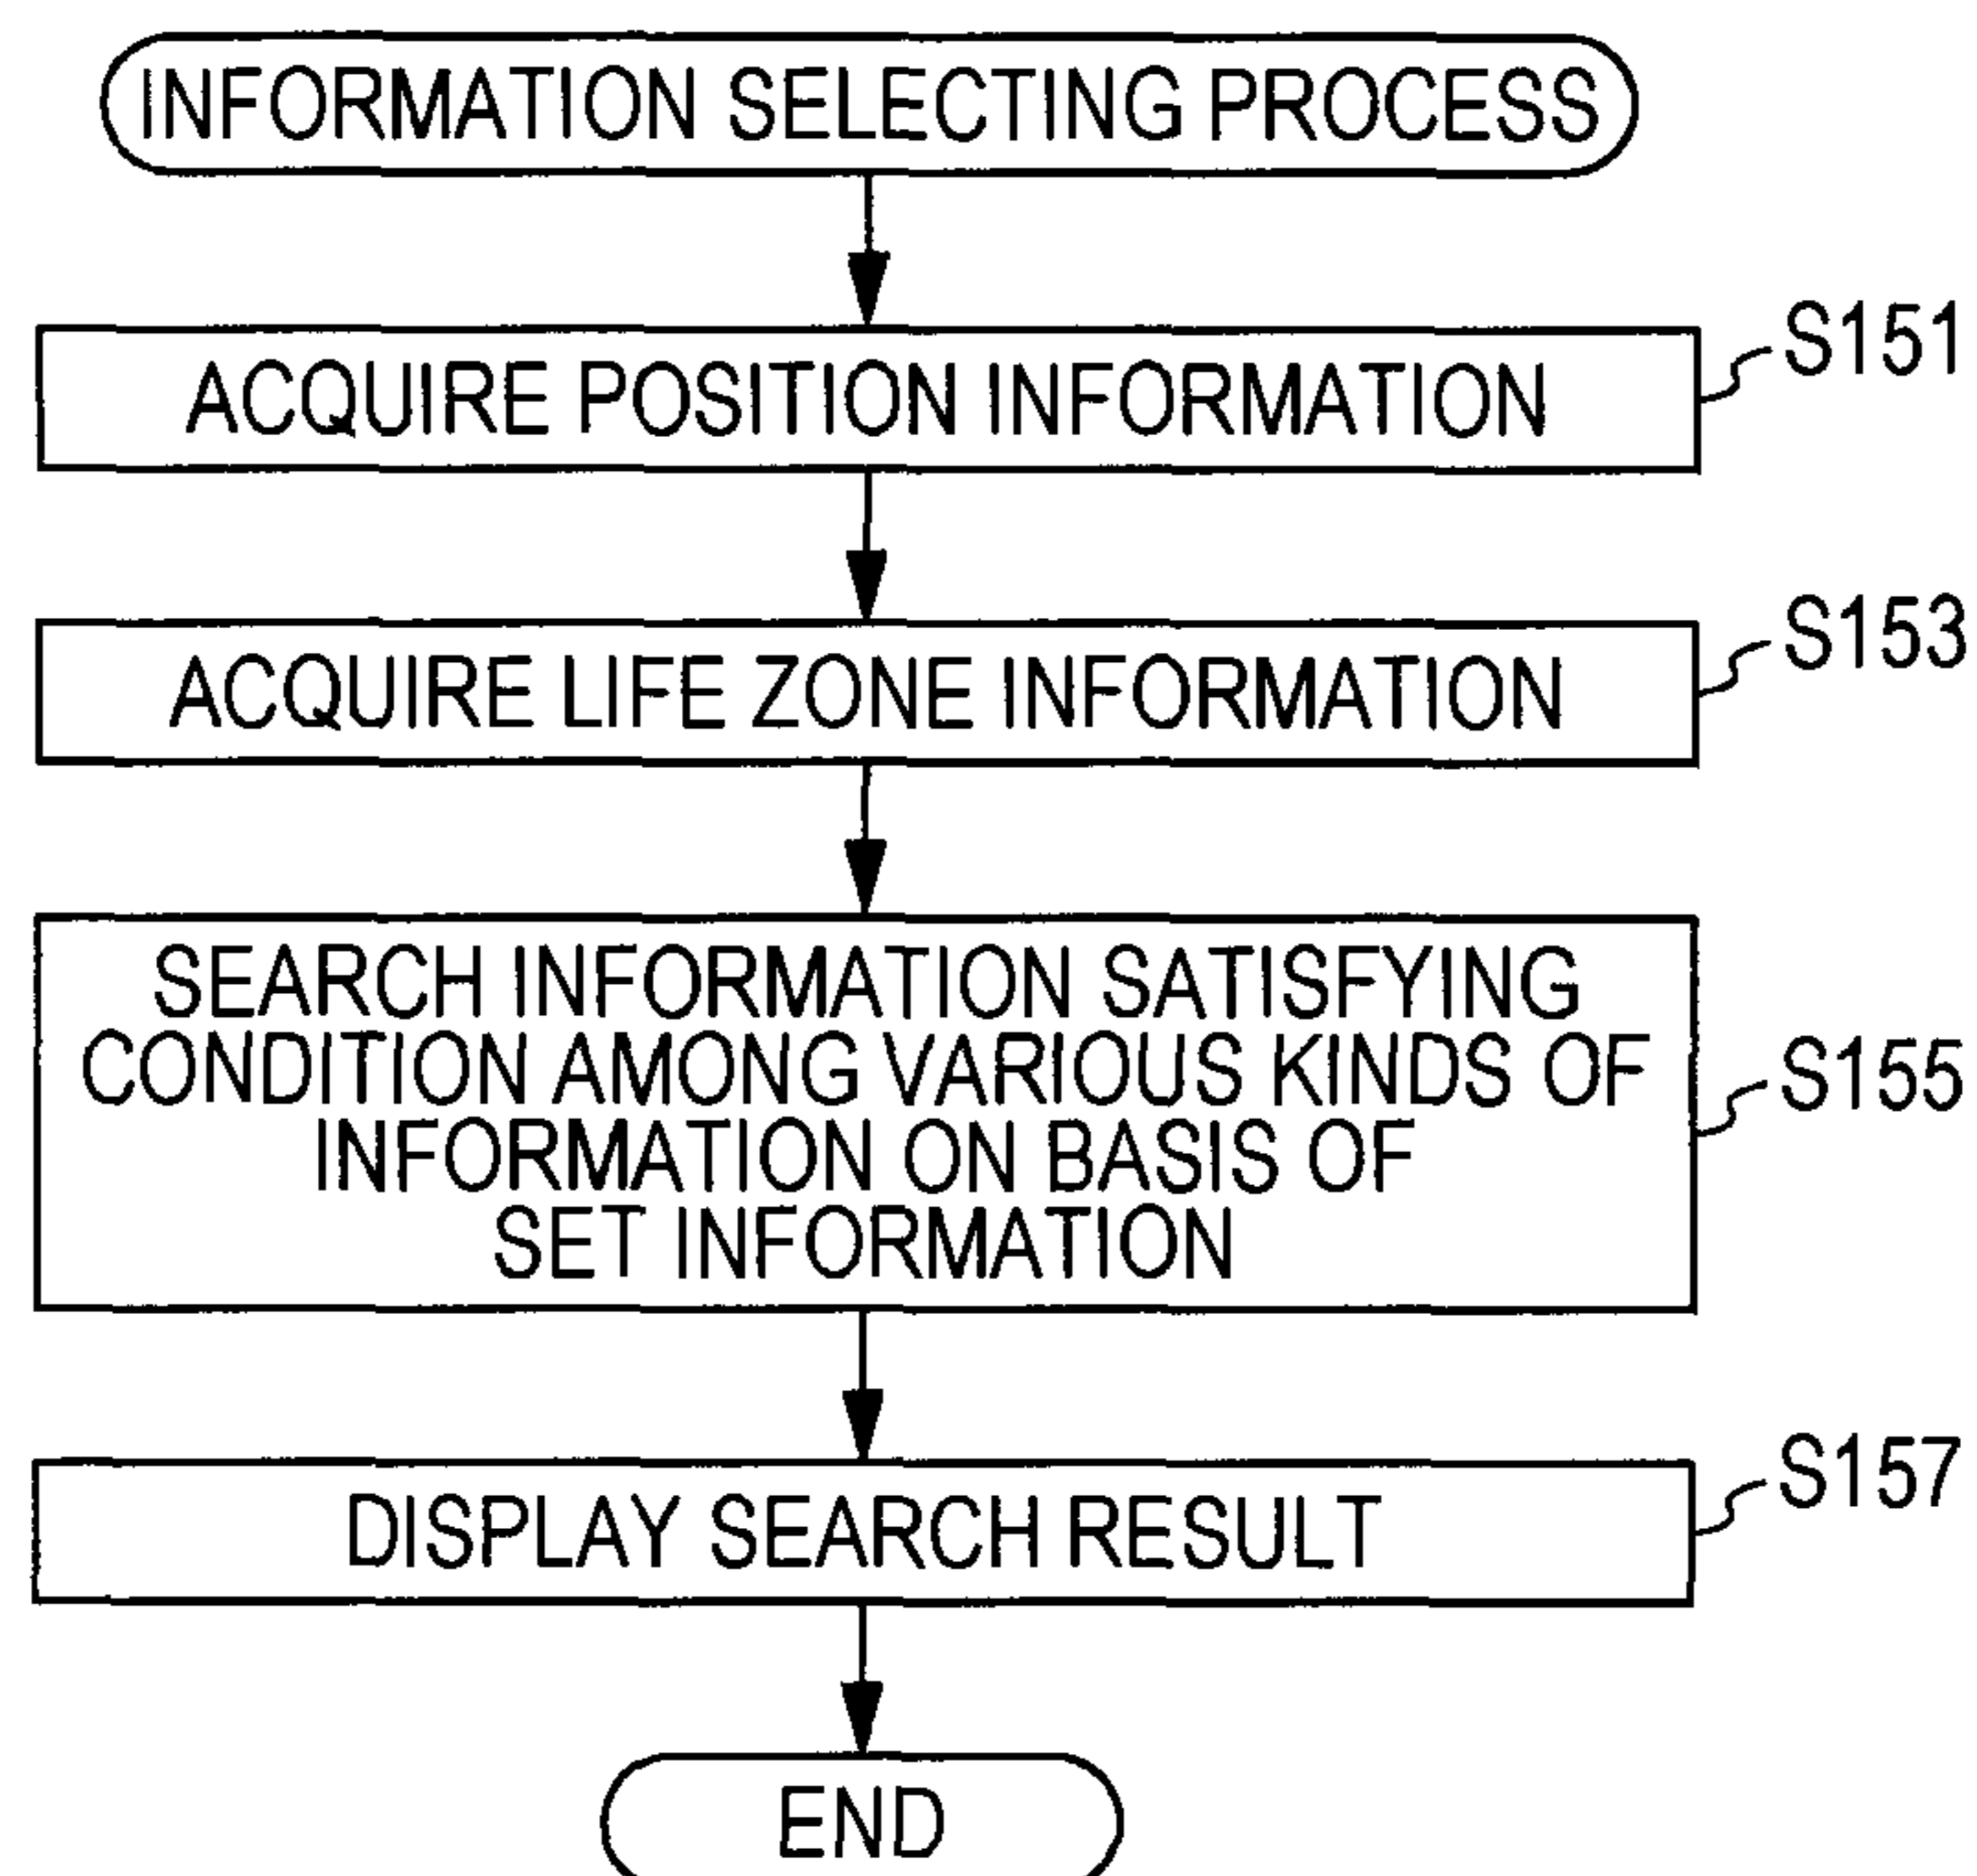 INFORMATION SELECTING PROCESS
ACQUIRE POSITION INFORMATION
S151
ACQUIRE LIFE ZONE INFORMATION
S153
SEARCH INFORMATION SATISFYING
CONDITION AMONG VARIOUS KINDS OF
INFORMATION ON BASIS OF
SET INFORMATION
S155
DISPLAY SEARCH RESULT
S157
END